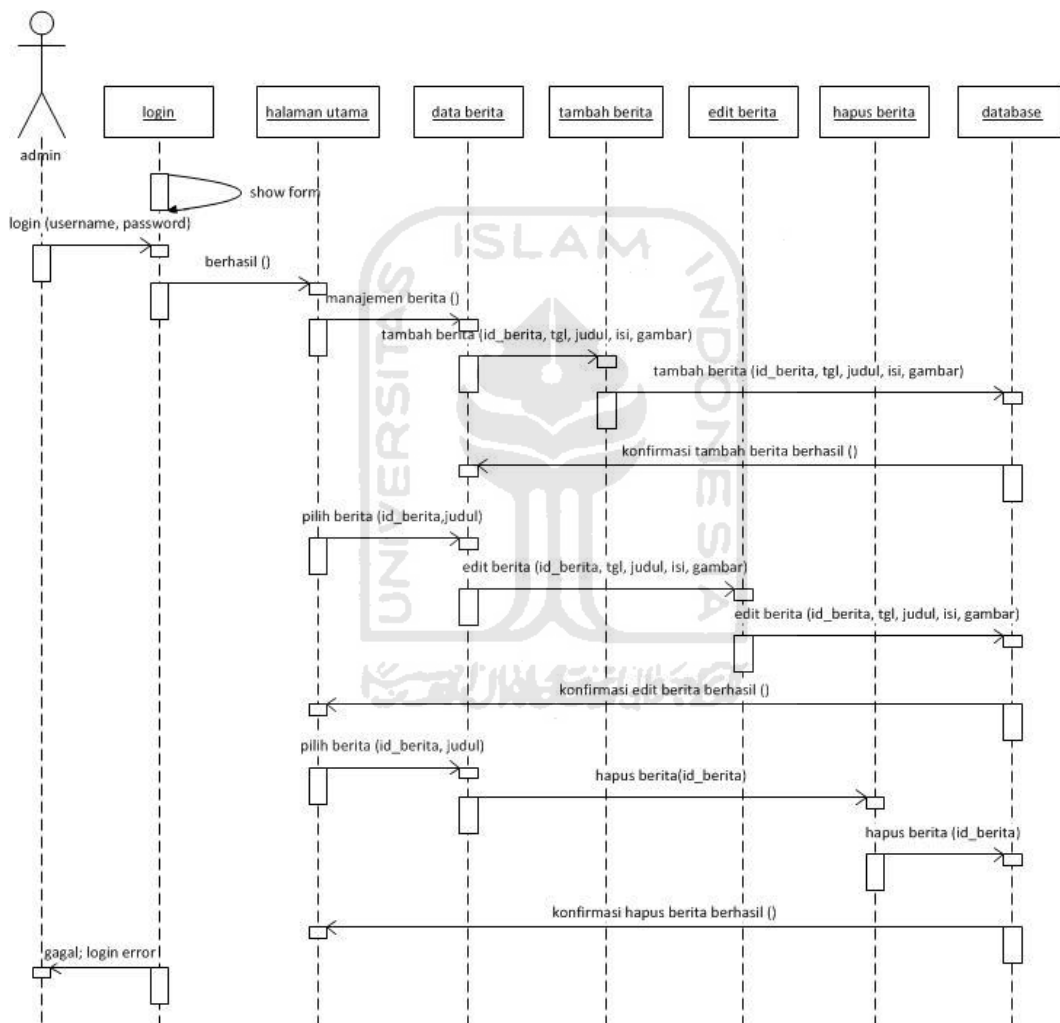 admin
login
halaman utama
data berita
tambah berita
edit berita
hapus berita
database
show form
login (username, password)
berhasil ()
manajemen berita ()
tambah berita (id_berita, tgl, judul, isi, gambar)
tambah berita (id_berita, tgl, judul, isi, gambar)
konfirmasi tambah berita berhasil ()
pilih berita (id_berita,judul)
edit berita (id_berita, tgl, judul, isi, gambar)
edit berita (id_berita, tgl, judul, isi, gambar)
konfirmasi edit berita berhasil ()
pilih berita (id_berita, judul)
hapus berita(id_berita)
hapus berita (id_berita)
konfirmasi hapus berita berhasil ()
gagal; login error
UNIVERSITAS
ISLAM
INDONESIA